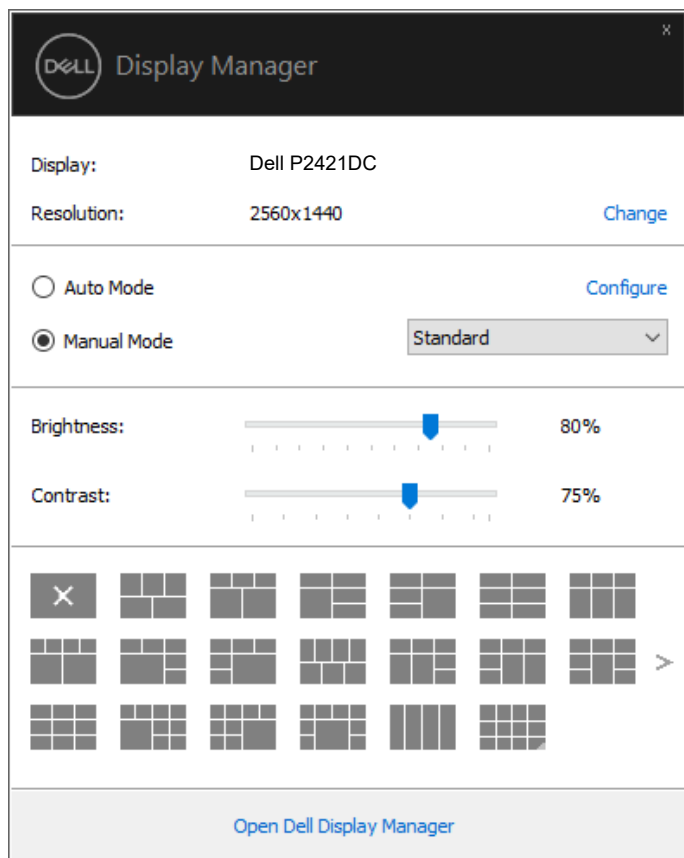 x
DELL Display Manager
Display: Dell P2421DC
Resolution: 2560x1440 Change
Auto Mode Configure
Manual Mode Standard
Brightness: 80%
Contrast: 75%
>
Open Dell Display Manager